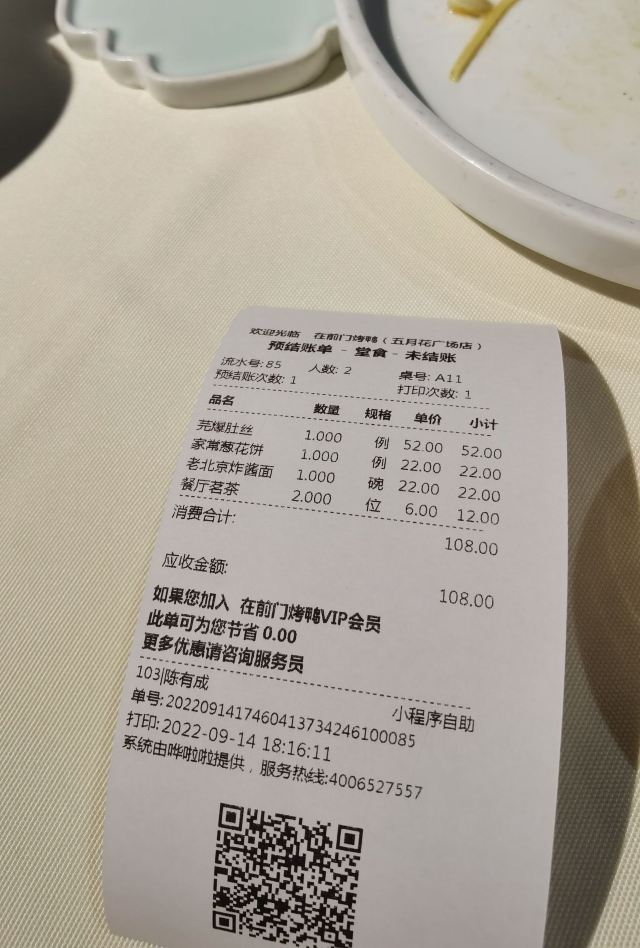 欢迎光临 在前门烤鸭（五月花广场店）
预结账单 - 堂食 - 未结账
流水号: 85 人数: 2 桌号: A11
预结账次数: 1 打印次数: 1
品名 数量 规格 单价 小计
芫爆肚丝 1.000 例 52.00 52.00
家常葱花饼 1.000 例 22.00 22.00
老北京炸酱面 1.000 碗 22.00 22.00
餐厅茗茶 2.000 位 6.00 12.00
消费合计: 108.00
应收金额: 108.00
如果您加入 在前门烤鸭VIP会员
此单可为您节省 0.00
更多优惠请咨询服务员
103|陈有成 小程序自助
单号: 2022091417460413734246100085
打印: 2022-09-14 18:16:11
系统由哗啦啦提供，服务热线:4006527557